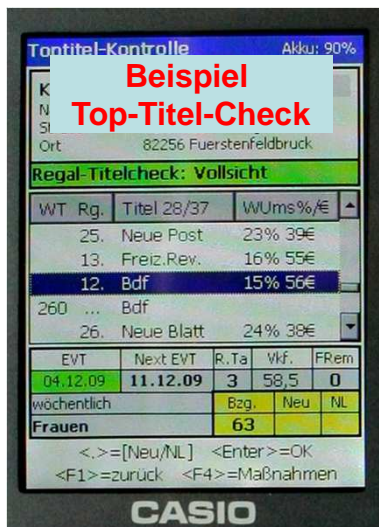 Toptitel-Kontrolle Akku: 90%
Beispiel
Top-Titel-Check
K
Ort 82256 Fuerstenfeldbruck
Regal-Titelcheck: Vollsicht
WT Rg. Titel 28/37 WUms%/€
25. Neue Post 23% 39€
13. Freiz.Rev. 16% 55€
12. Bdf 15% 56€
260 ... Bdf
26. Neue Blatt 24% 38€
EVT Next EVT R.Ta Vkf. FRem
04.12.09 11.12.09 3 58,5 0
wöchentlich Bzg. Neu NL
Frauen 63
<.>=[Neu/NL] <Enter>=OK
<F1>=zurück <F4>=Maßnahmen
CASIO